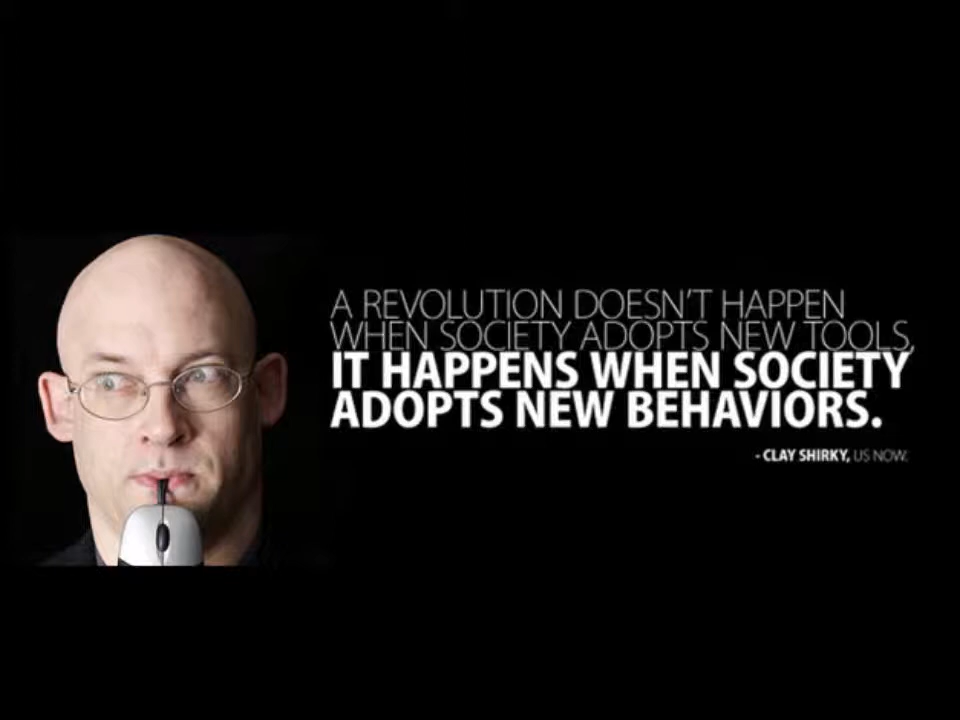 A REVOLUTION DOESN'T HAPPEN
WHEN SOCIETY ADOPTS NEW TOOLS,
IT HAPPENS WHEN SOCIETY
ADOPTS NEW BEHAVIORS.
- CLAY SHIRKY, US NOW.